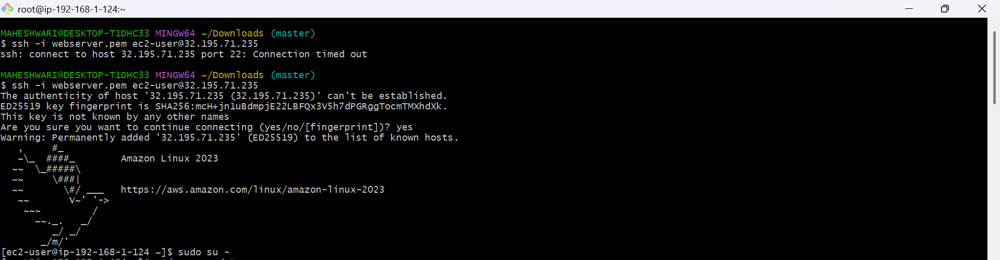 root@ip-192-168-1-124:~
MAHESHWARI@DESKTOP-T1DHC33 MINGW64 ~/Downloads (master)
$ ssh -i webserver.pem ec2-user@32.195.71.235
ssh: connect to host 32.195.71.235 port 22: Connection timed out
MAHESHWARI@DESKTOP-T1DHC33 MINGW64 ~/Downloads (master)
$ ssh -i webserver.pem ec2-user@32.195.71.235
The authenticity of host '32.195.71.235 (32.195.71.235)' can't be established.
ED25519 key fingerprint is SHA256:mcH+jn1uBdmpjE22LBFQx3V5h7dPGRggTocmTMXhdXk.
This key is not known by any other names
Are you sure you want to continue connecting (yes/no/[fingerprint])? yes
Warning: Permanently added '32.195.71.235' (ED25519) to the list of known hosts.
   ,     #_
   ~\_  ####_        Amazon Linux 2023
  ~~  \_#####\
  ~~     \###|
  ~~       \#/ ___   https://aws.amazon.com/linux/amazon-linux-2023
   ~~       V~' '->
    ~~~         /
      ~~._.   _/
         _/ _/
       _/m/'
[ec2-user@ip-192-168-1-124 ~]$ sudo su -